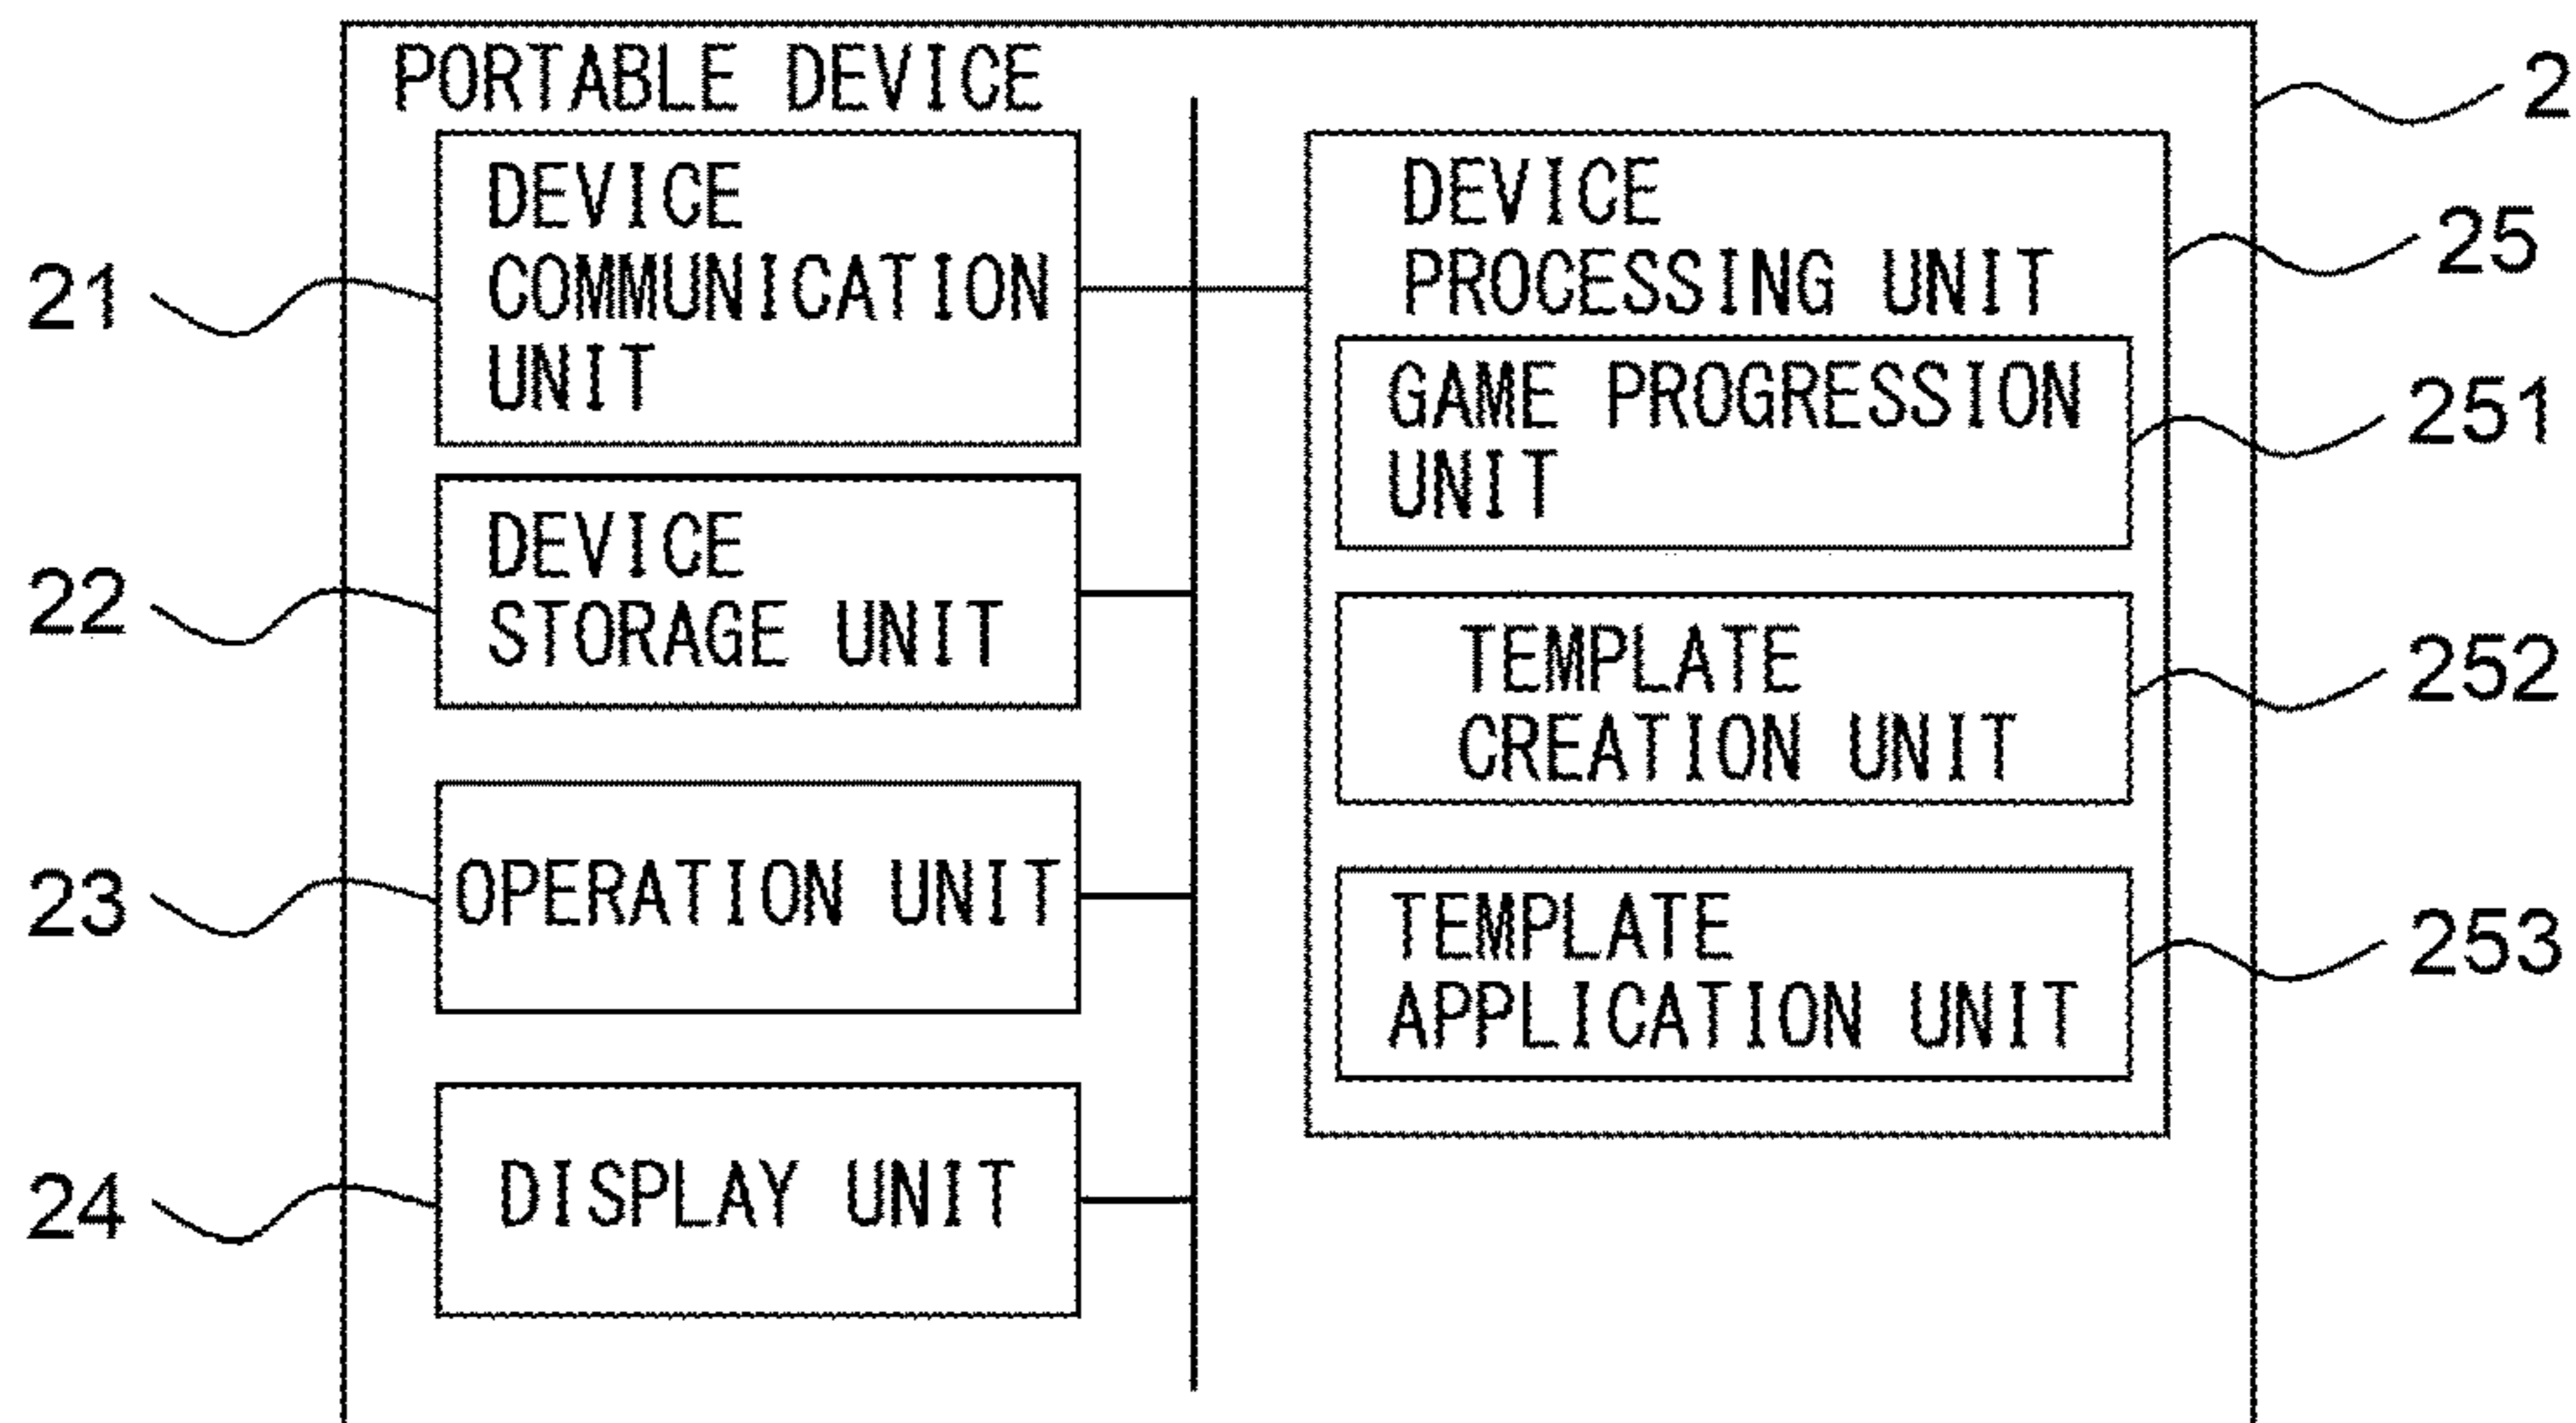 PORTABLE DEVICE
2
DEVICE
COMMUNICATION
UNIT
21
DEVICE
STORAGE UNIT
22
OPERATION UNIT
23
DISPLAY UNIT
24
DEVICE
PROCESSING UNIT
25
GAME PROGRESSION
UNIT
251
TEMPLATE
CREATION UNIT
252
TEMPLATE
APPLICATION UNIT
253